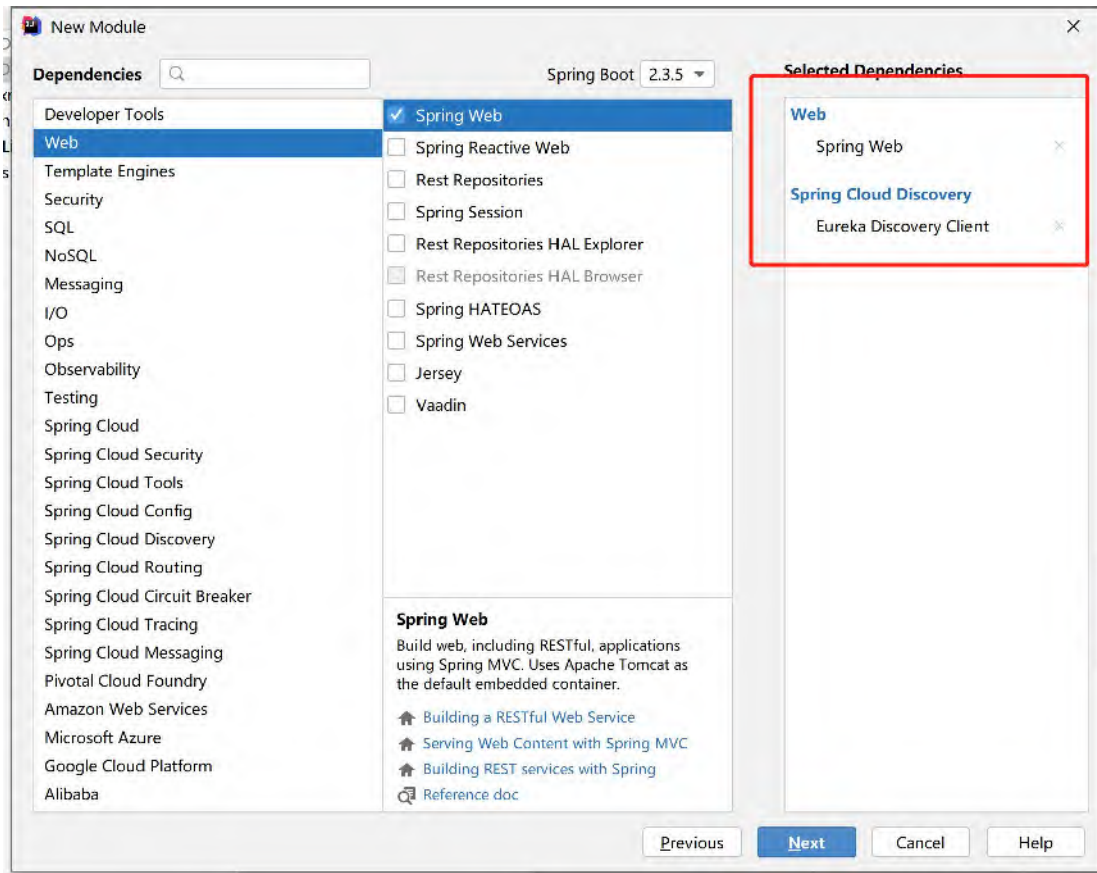 New Module
Dependencies
Spring Boot 2.3.5
Selected Dependencies
Developer Tools
Web
Template Engines
Security
SQL
NoSQL
Messaging
I/O
Ops
Observability
Testing
Spring Cloud
Spring Cloud Security
Spring Cloud Tools
Spring Cloud Config
Spring Cloud Discovery
Spring Cloud Routing
Spring Cloud Circuit Breaker
Spring Cloud Tracing
Spring Cloud Messaging
Pivotal Cloud Foundry
Amazon Web Services
Microsoft Azure
Google Cloud Platform
Alibaba
Spring Web
Spring Reactive Web
Rest Repositories
Spring Session
Rest Repositories HAL Explorer
Rest Repositories HAL Browser
Spring HATEOAS
Spring Web Services
Jersey
Vaadin
Spring Web
Build web, including RESTful, applications
using Spring MVC. Uses Apache Tomcat as
the default embedded container.
Building a RESTful Web Service
Serving Web Content with Spring MVC
Building REST services with Spring
Reference doc
Web
Spring Web
Spring Cloud Discovery
Eureka Discovery Client
Previous
Next
Cancel
Help